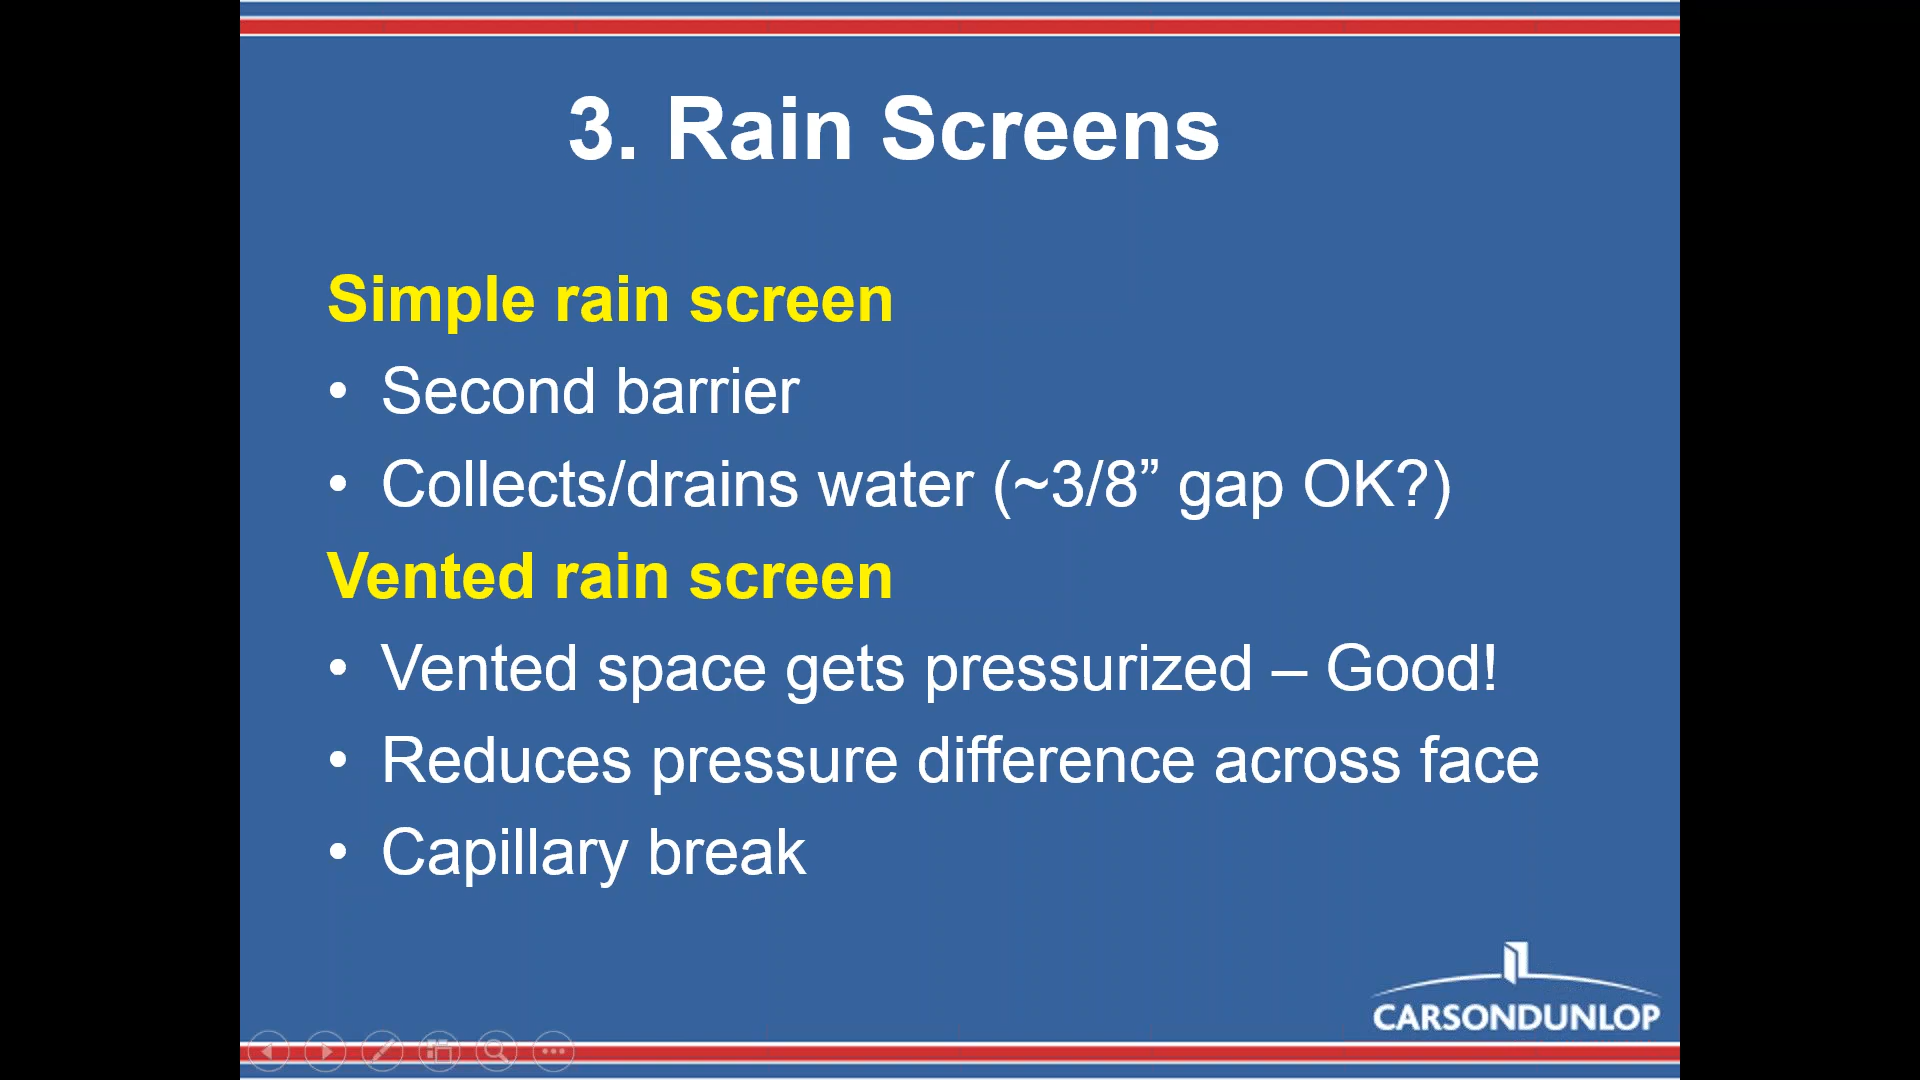 3. Rain Screens
Simple rain screen
• Second barrier
• Collects/drains water (~3/8” gap OK?)
Vented rain screen
• Vented space gets pressurized – Good!
• Reduces pressure difference across face
• Capillary break
CARSONDUNLOP